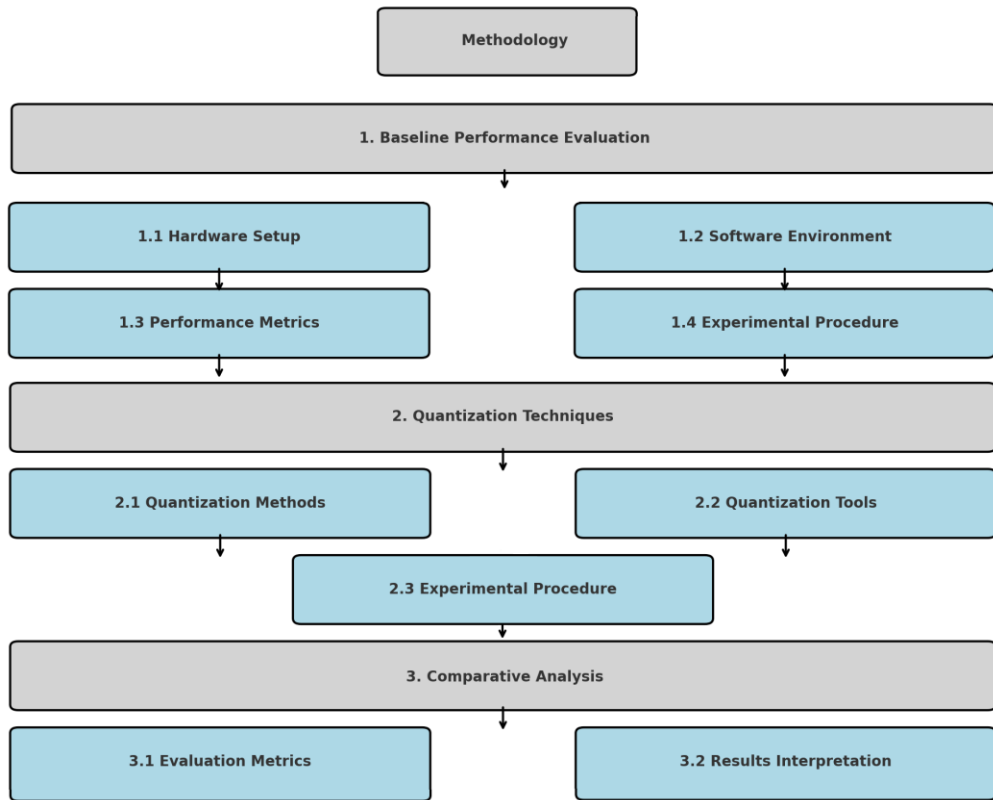 Methodology
1. Baseline Performance Evaluation
1.1 Hardware Setup
1.2 Software Environment
1.3 Performance Metrics
1.4 Experimental Procedure
2. Quantization Techniques
2.1 Quantization Methods
2.2 Quantization Tools
2.3 Experimental Procedure
3. Comparative Analysis
3.1 Evaluation Metrics
3.2 Results Interpretation